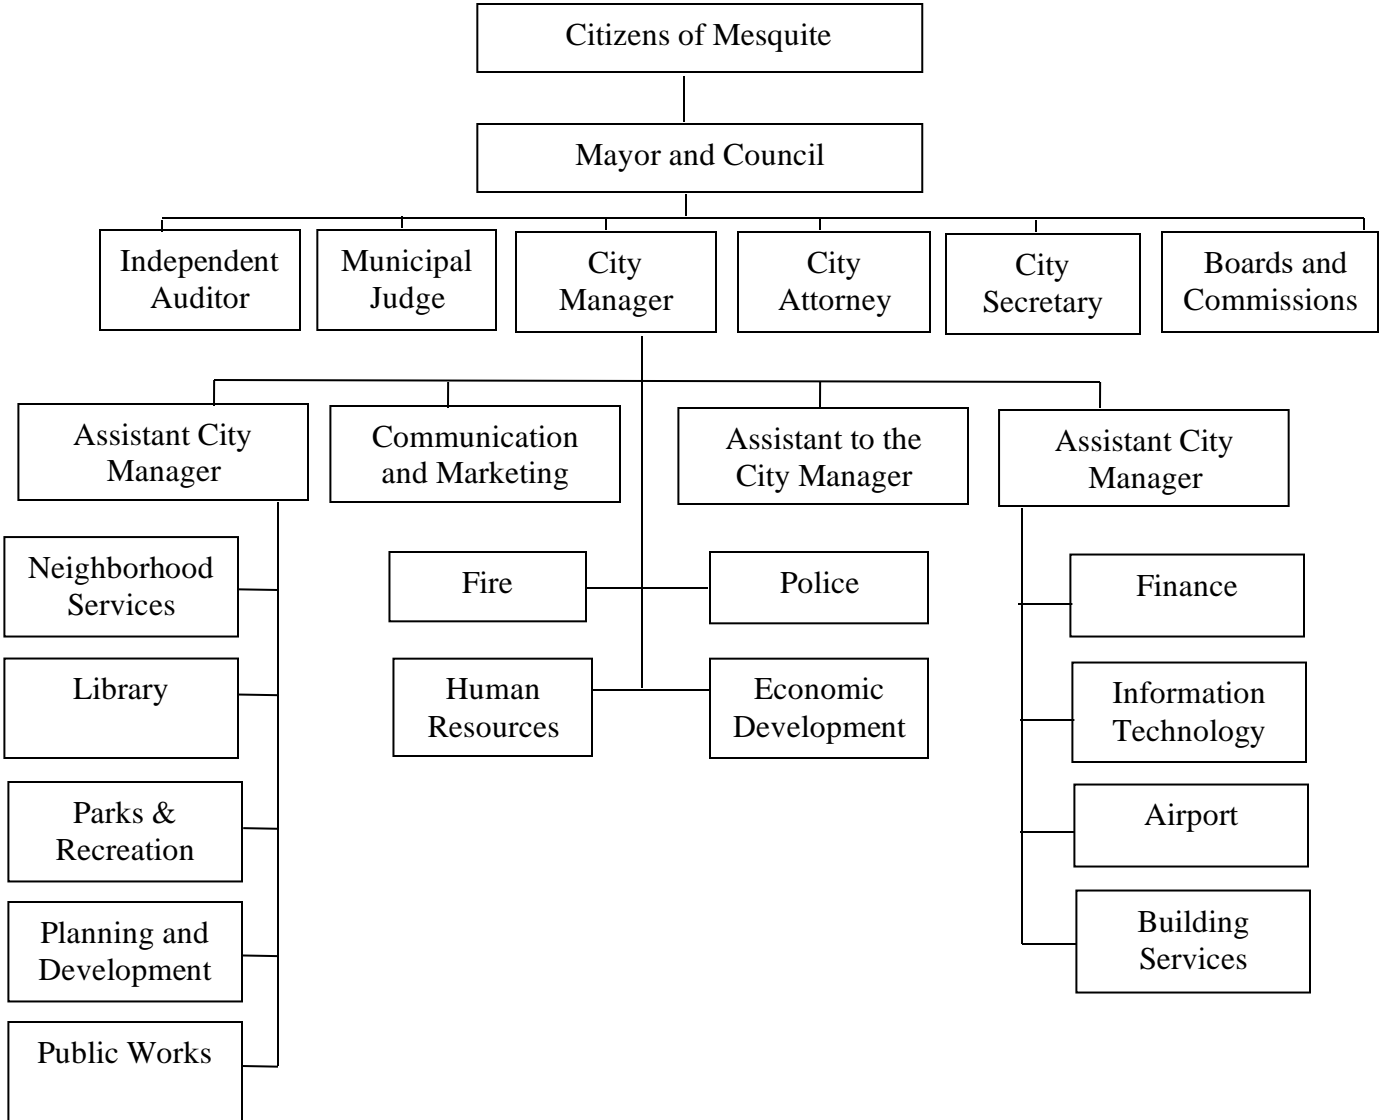 Citizens of Mesquite
Mayor and Council
Independent
Auditor
Municipal
Judge
City
Manager
City
Attorney
City
Secretary
Boards and
Commissions
Assistant City
Manager
Communication
and Marketing
Assistant to the
City Manager
Assistant City
Manager
Neighborhood
Services
Library
Parks &
Recreation
Planning and
Development
Public Works
Fire
Police
Human
Resources
Economic
Development
Finance
Information
Technology
Airport
Building
Services